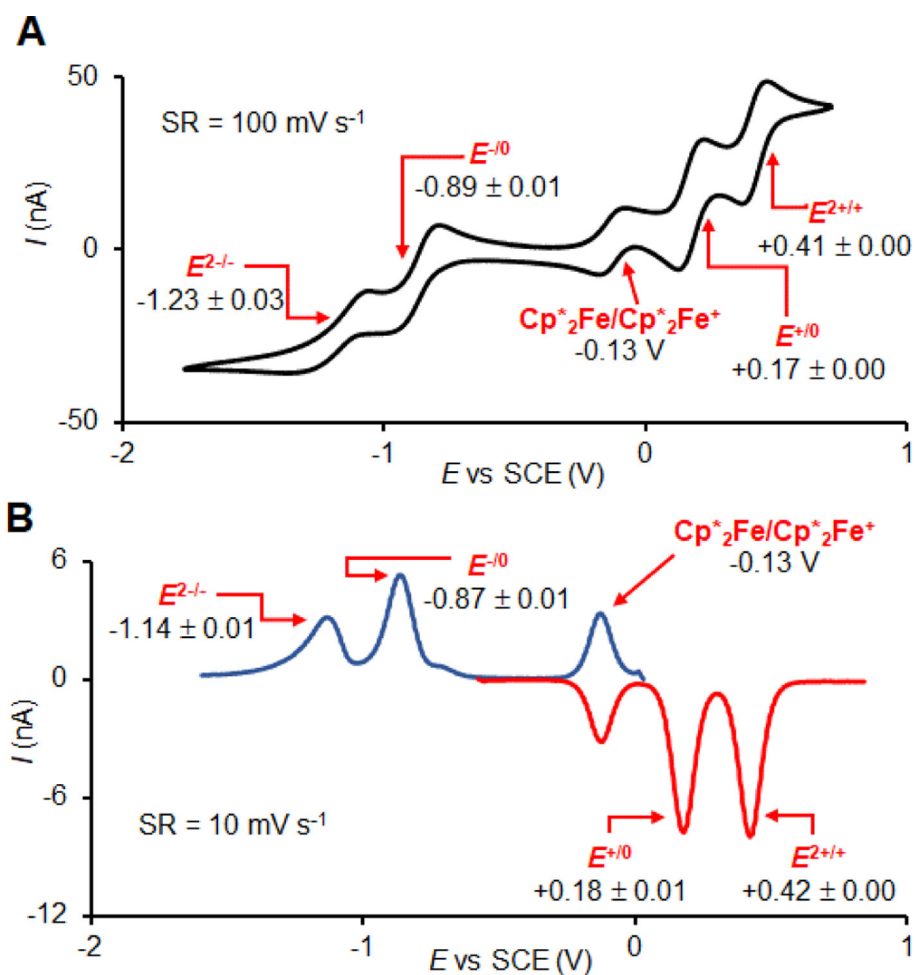 A
50
SR = 100 mV s⁻¹
E⁻/⁰
-0.89 ± 0.01
I (nA)
0
E²⁻/⁻
-1.23 ± 0.03
E²⁺/⁺
+0.41 ± 0.00
Cp*₂Fe/Cp*₂Fe⁺
-0.13 V
E⁺/⁰
+0.17 ± 0.00
-50
-2 -1 0 1
E vs SCE (V)
B
6
Cp*₂Fe/Cp*₂Fe⁺
-0.13 V
E⁻/⁰
-0.87 ± 0.01
E²⁻/⁻
-1.14 ± 0.01
0
I (nA)
-6
SR = 10 mV s⁻¹
E⁺/⁰
+0.18 ± 0.01
E²⁺/⁺
+0.42 ± 0.00
-12
-2 -1 0 1
E vs SCE (V)